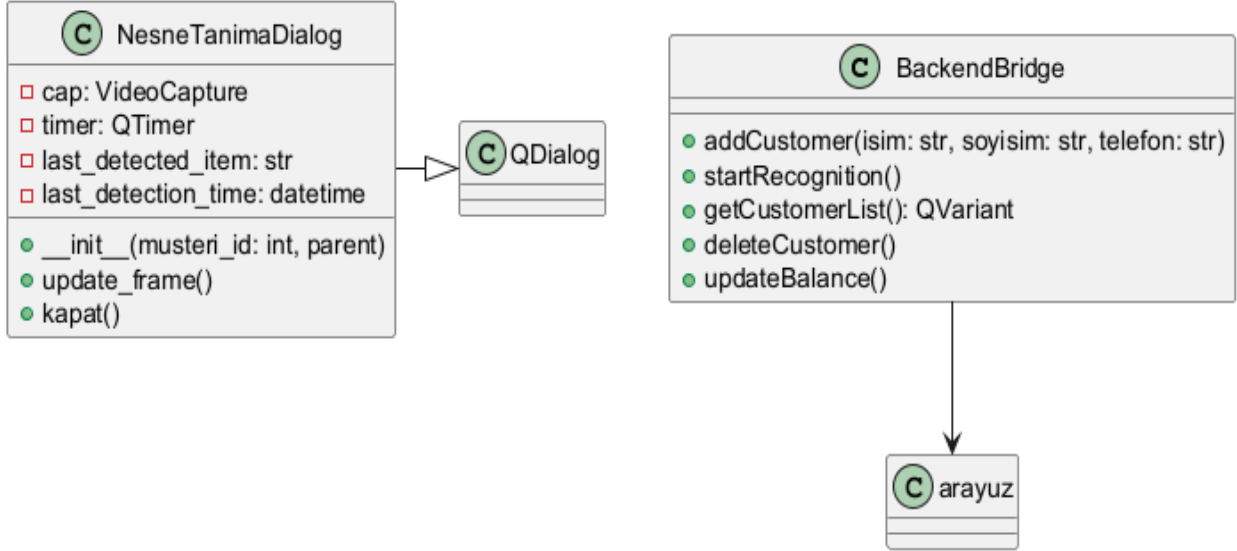 C NesneTanimaDialog
cap: VideoCapture
timer: QTimer
last_detected_item: str
last_detection_time: datetime
__init__(musteri_id: int, parent)
update_frame()
kapat()
C QDialog
C BackendBridge
addCustomer(isim: str, soyisim: str, telefon: str)
startRecognition()
getCustomerList(): QVariant
deleteCustomer()
updateBalance()
C arayuz